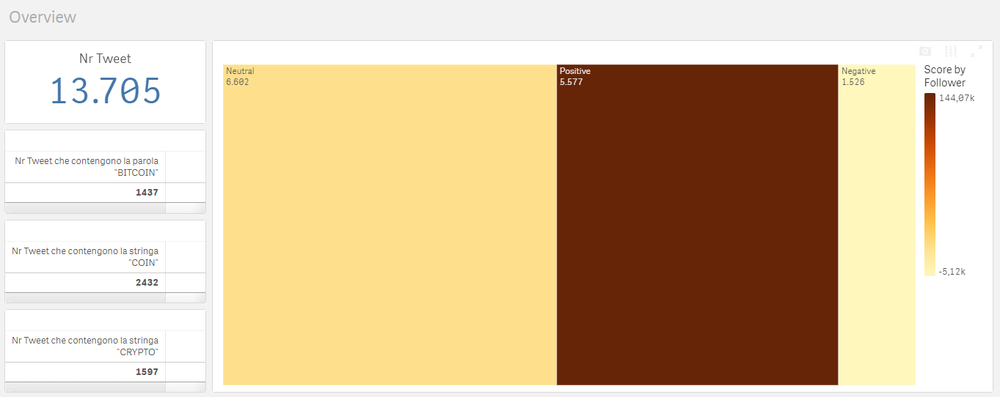 Overview
Nr Tweet
13.705
Nr Tweet che contengono la parola
"BITCOIN"
1437
Nr Tweet che contengono la stringa
"COIN"
2432
Nr Tweet che contengono la stringa
"CRYPTO"
1597
Neutral
6.602
Positive
5.577
Negative
1.526
Score by
Follower
144,07k
-5,12k